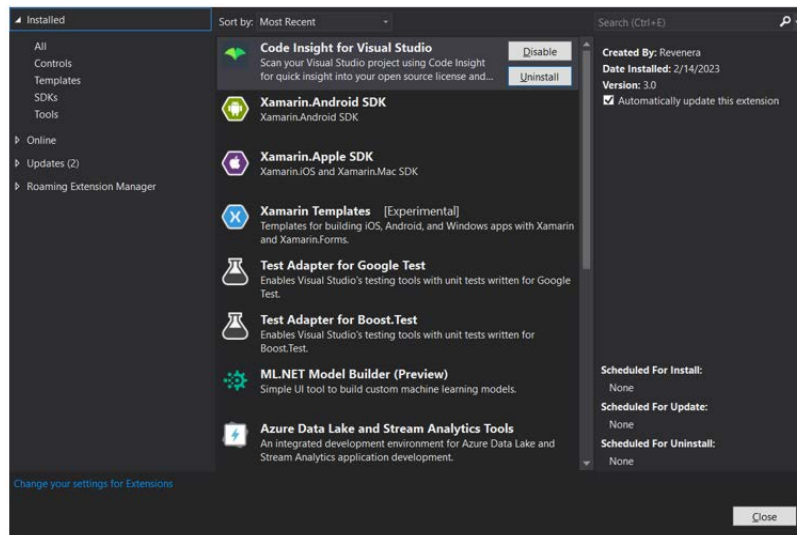 Installed
All
Controls
Templates
SDKs
Tools
Online
Updates (2)
Roaming Extension Manager
Change your settings for Extensions
Sort by: Most Recent
Code Insight for Visual Studio
Scan your Visual Studio project using Code Insight
for quick insight into your open source license and...
Disable
Uninstall
Xamarin.Android SDK
Xamarin.Android SDK
Xamarin.Apple SDK
Xamarin.iOS and Xamarin.Mac SDK
Xamarin Templates [Experimental]
Templates for building iOS, Android, and Windows apps with Xamarin
and Xamarin.Forms.
Test Adapter for Google Test
Enables Visual Studio's testing tools with unit tests written for Google
Test.
Test Adapter for Boost.Test
Enables Visual Studio's testing tools with unit tests written for
Boost.Test.
ML.NET Model Builder (Preview)
Simple UI tool to build custom machine learning models.
Azure Data Lake and Stream Analytics Tools
An integrated development environment for Azure Data Lake and
Stream Analytics application development.
Search (Ctrl+E)
Created By: Revenera
Date Installed: 2/14/2023
Version: 3.0
Automatically update this extension
Scheduled For Install:
None
Scheduled For Update:
None
Scheduled For Uninstall:
None
Close